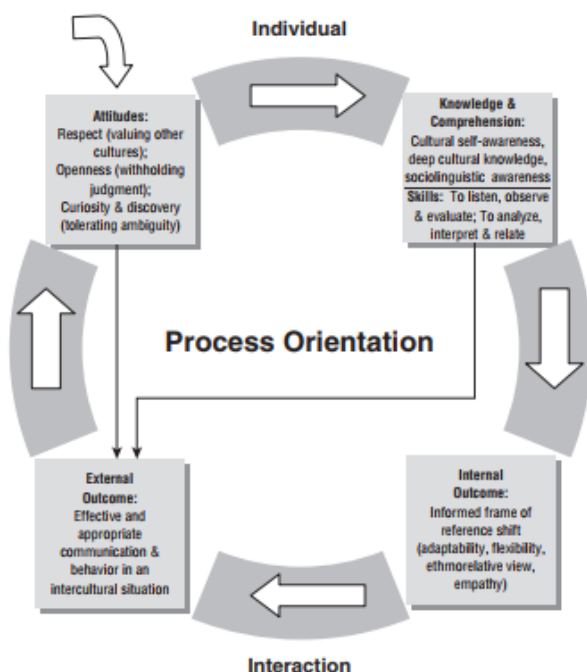 Individual
Attitudes:
Respect (valuing other
cultures);
Openness (withholding
judgment);
Curiosity & discovery
(tolerating ambiguity)
Knowledge &
Comprehension:
Cultural self-awareness,
deep cultural knowledge,
sociolinguistic awareness
Skills: To listen, observe
& evaluate; To analyze,
interpret & relate
Process Orientation
External
Outcome:
Effective and
appropriate
communication &
behavior in an
intercultural situation
Internal
Outcome:
Informed frame of
reference shift
(adaptability, flexibility,
ethmorelative view,
empathy)
Interaction